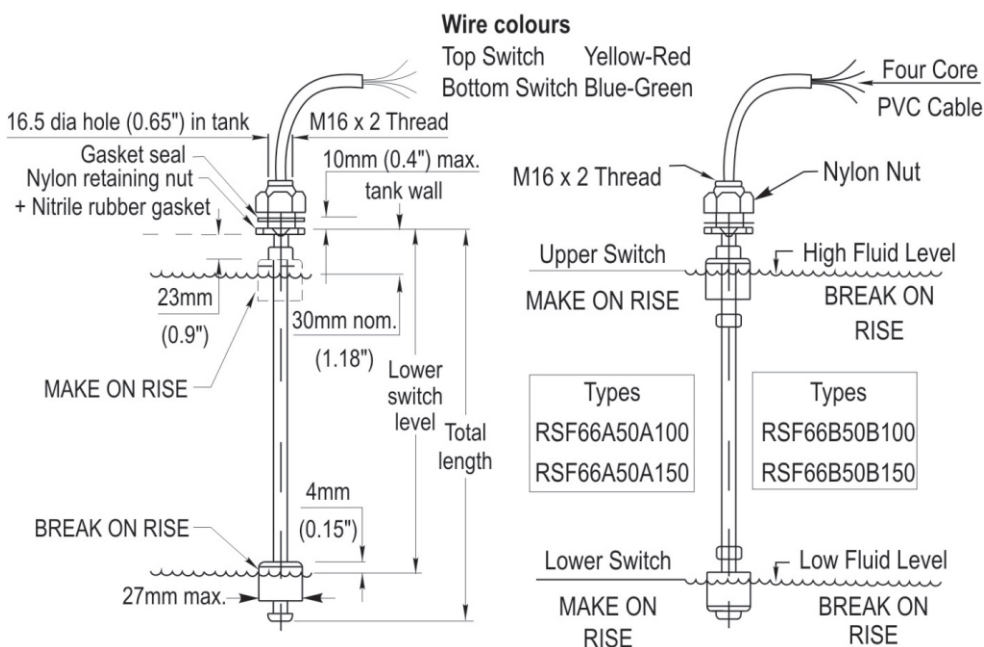 Wire colours
Top Switch Yellow-Red
Bottom Switch Blue-Green
16.5 dia hole (0.65") in tank
M16 x 2 Thread
Gasket seal
Nylon retaining nut
+ Nitrile rubber gasket
10mm (0.4") max.
tank wall
23mm
(0.9")
30mm nom.
(1.18")
MAKE ON RISE
Lower
switch
level
Total
length
4mm
(0.15")
BREAK ON RISE
27mm max.
Four Core
PVC Cable
M16 x 2 Thread
Nylon Nut
Upper Switch
High Fluid Level
MAKE ON RISE
BREAK ON
RISE
Types
RSF66A50A100
RSF66A50A150
Types
RSF66B50B100
RSF66B50B150
Lower Switch
Low Fluid Level
MAKE ON
RISE
BREAK ON
RISE